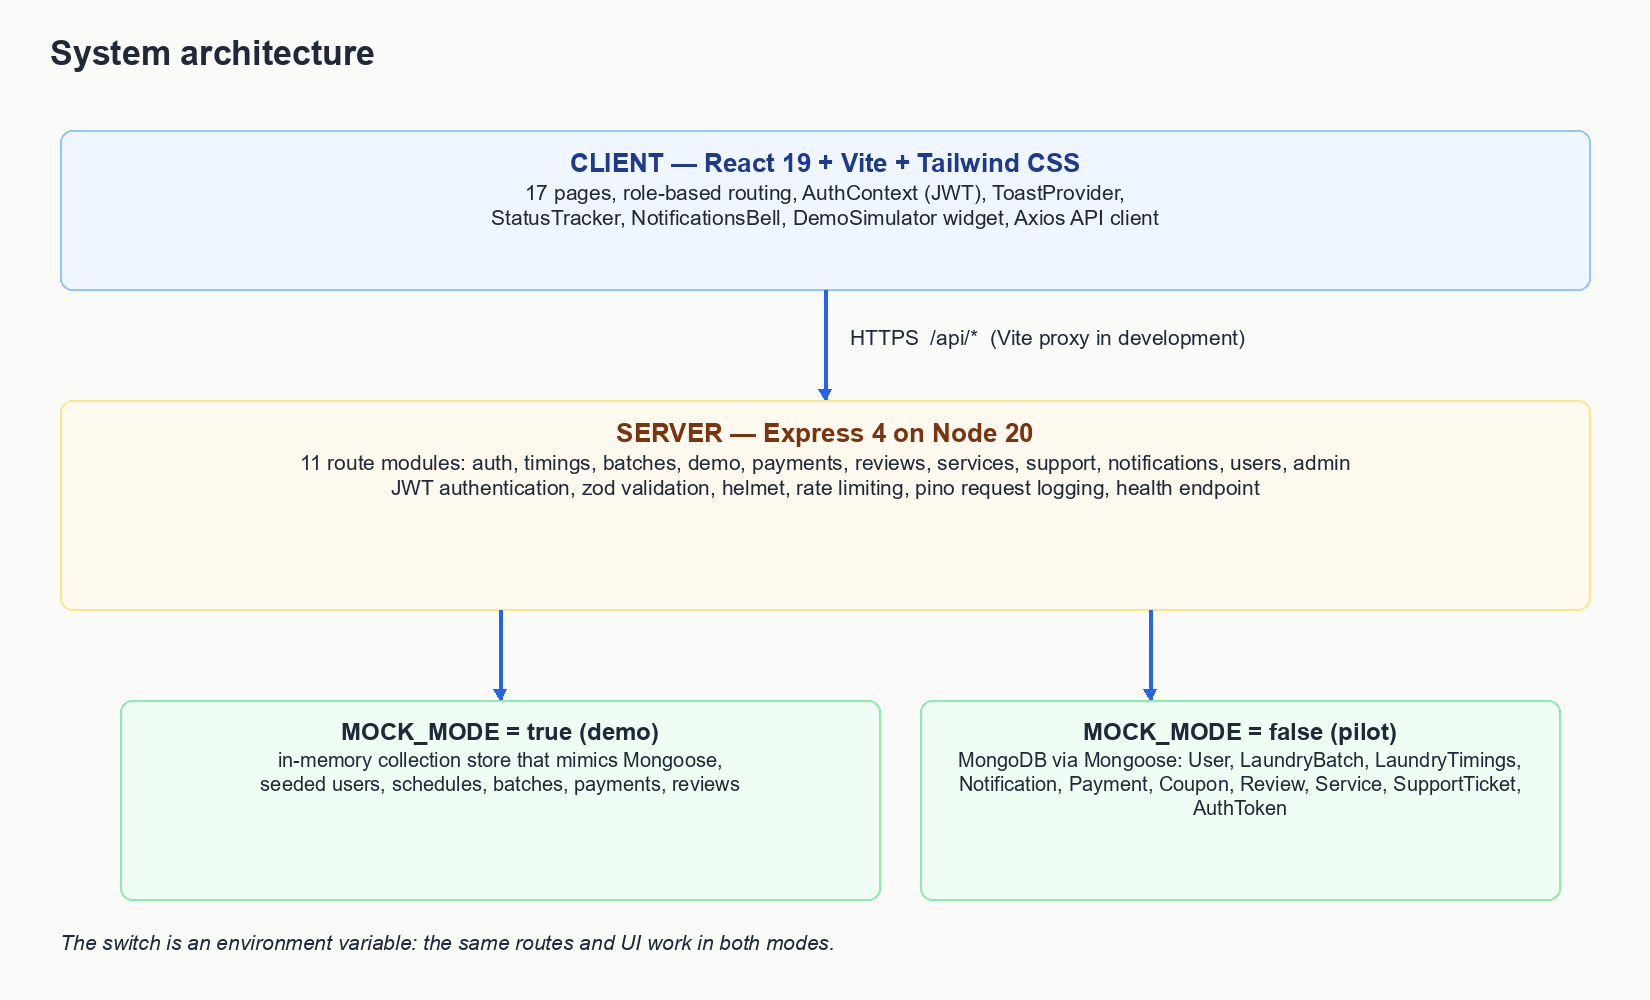 System architecture
CLIENT — React 19 + Vite + Tailwind CSS
17 pages, role-based routing, AuthContext (JWT), ToastProvider,
StatusTracker, NotificationsBell, DemoSimulator widget, Axios API client
HTTPS /api/* (Vite proxy in development)
SERVER — Express 4 on Node 20
11 route modules: auth, timings, batches, demo, payments, reviews, services, support, notifications, users, admin
JWT authentication, zod validation, helmet, rate limiting, pino request logging, health endpoint
MOCK_MODE = true (demo)
in-memory collection store that mimics Mongoose,
seeded users, schedules, batches, payments, reviews
MOCK_MODE = false (pilot)
MongoDB via Mongoose: User, LaundryBatch, LaundryTimings,
Notification, Payment, Coupon, Review, Service, SupportTicket,
AuthToken
The switch is an environment variable: the same routes and UI work in both modes.